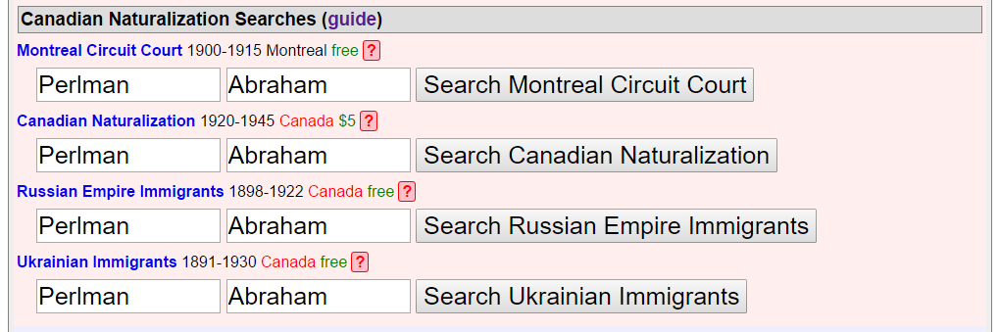 Canadian Naturalization Searches (guide)
Montreal Circuit Court 1900-1915 Montreal free ?
Perlman Abraham Search Montreal Circuit Court
Canadian Naturalization 1920-1945 Canada $5 ?
Perlman Abraham Search Canadian Naturalization
Russian Empire Immigrants 1898-1922 Canada free ?
Perlman Abraham Search Russian Empire Immigrants
Ukrainian Immigrants 1891-1930 Canada free ?
Perlman Abraham Search Ukrainian Immigrants